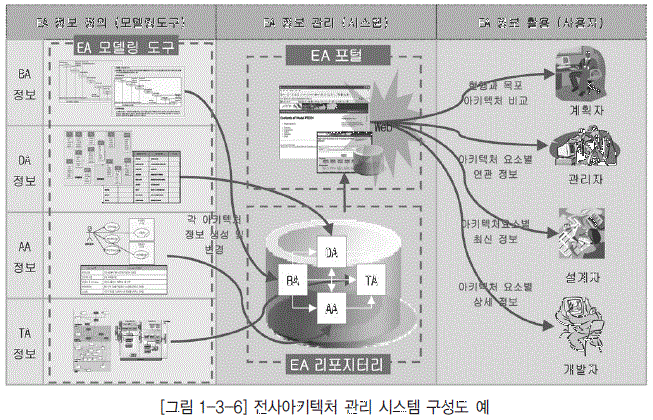 EA 정보 정의 (모델링도구)
EA 정보 관리 (시스템)
EA 정보 활용 (사용자)
EA 모델링 도구
EA 포털
BA
정보
DA
정보
AA
정보
TA
정보
각 아키텍처
정보 생성 및
변경
Web
DA
BA
TA
AA
EA 리포지터리
현행과 목표
아키텍처 비교
계획자
아키텍처 요소별
연관 정보
관리자
아키텍처요소별
최신 정보
설계자
아키텍처 요소별
상세 정보
개발자
[그림 1-3-6] 전사아키텍처 관리 시스템 구성도 예